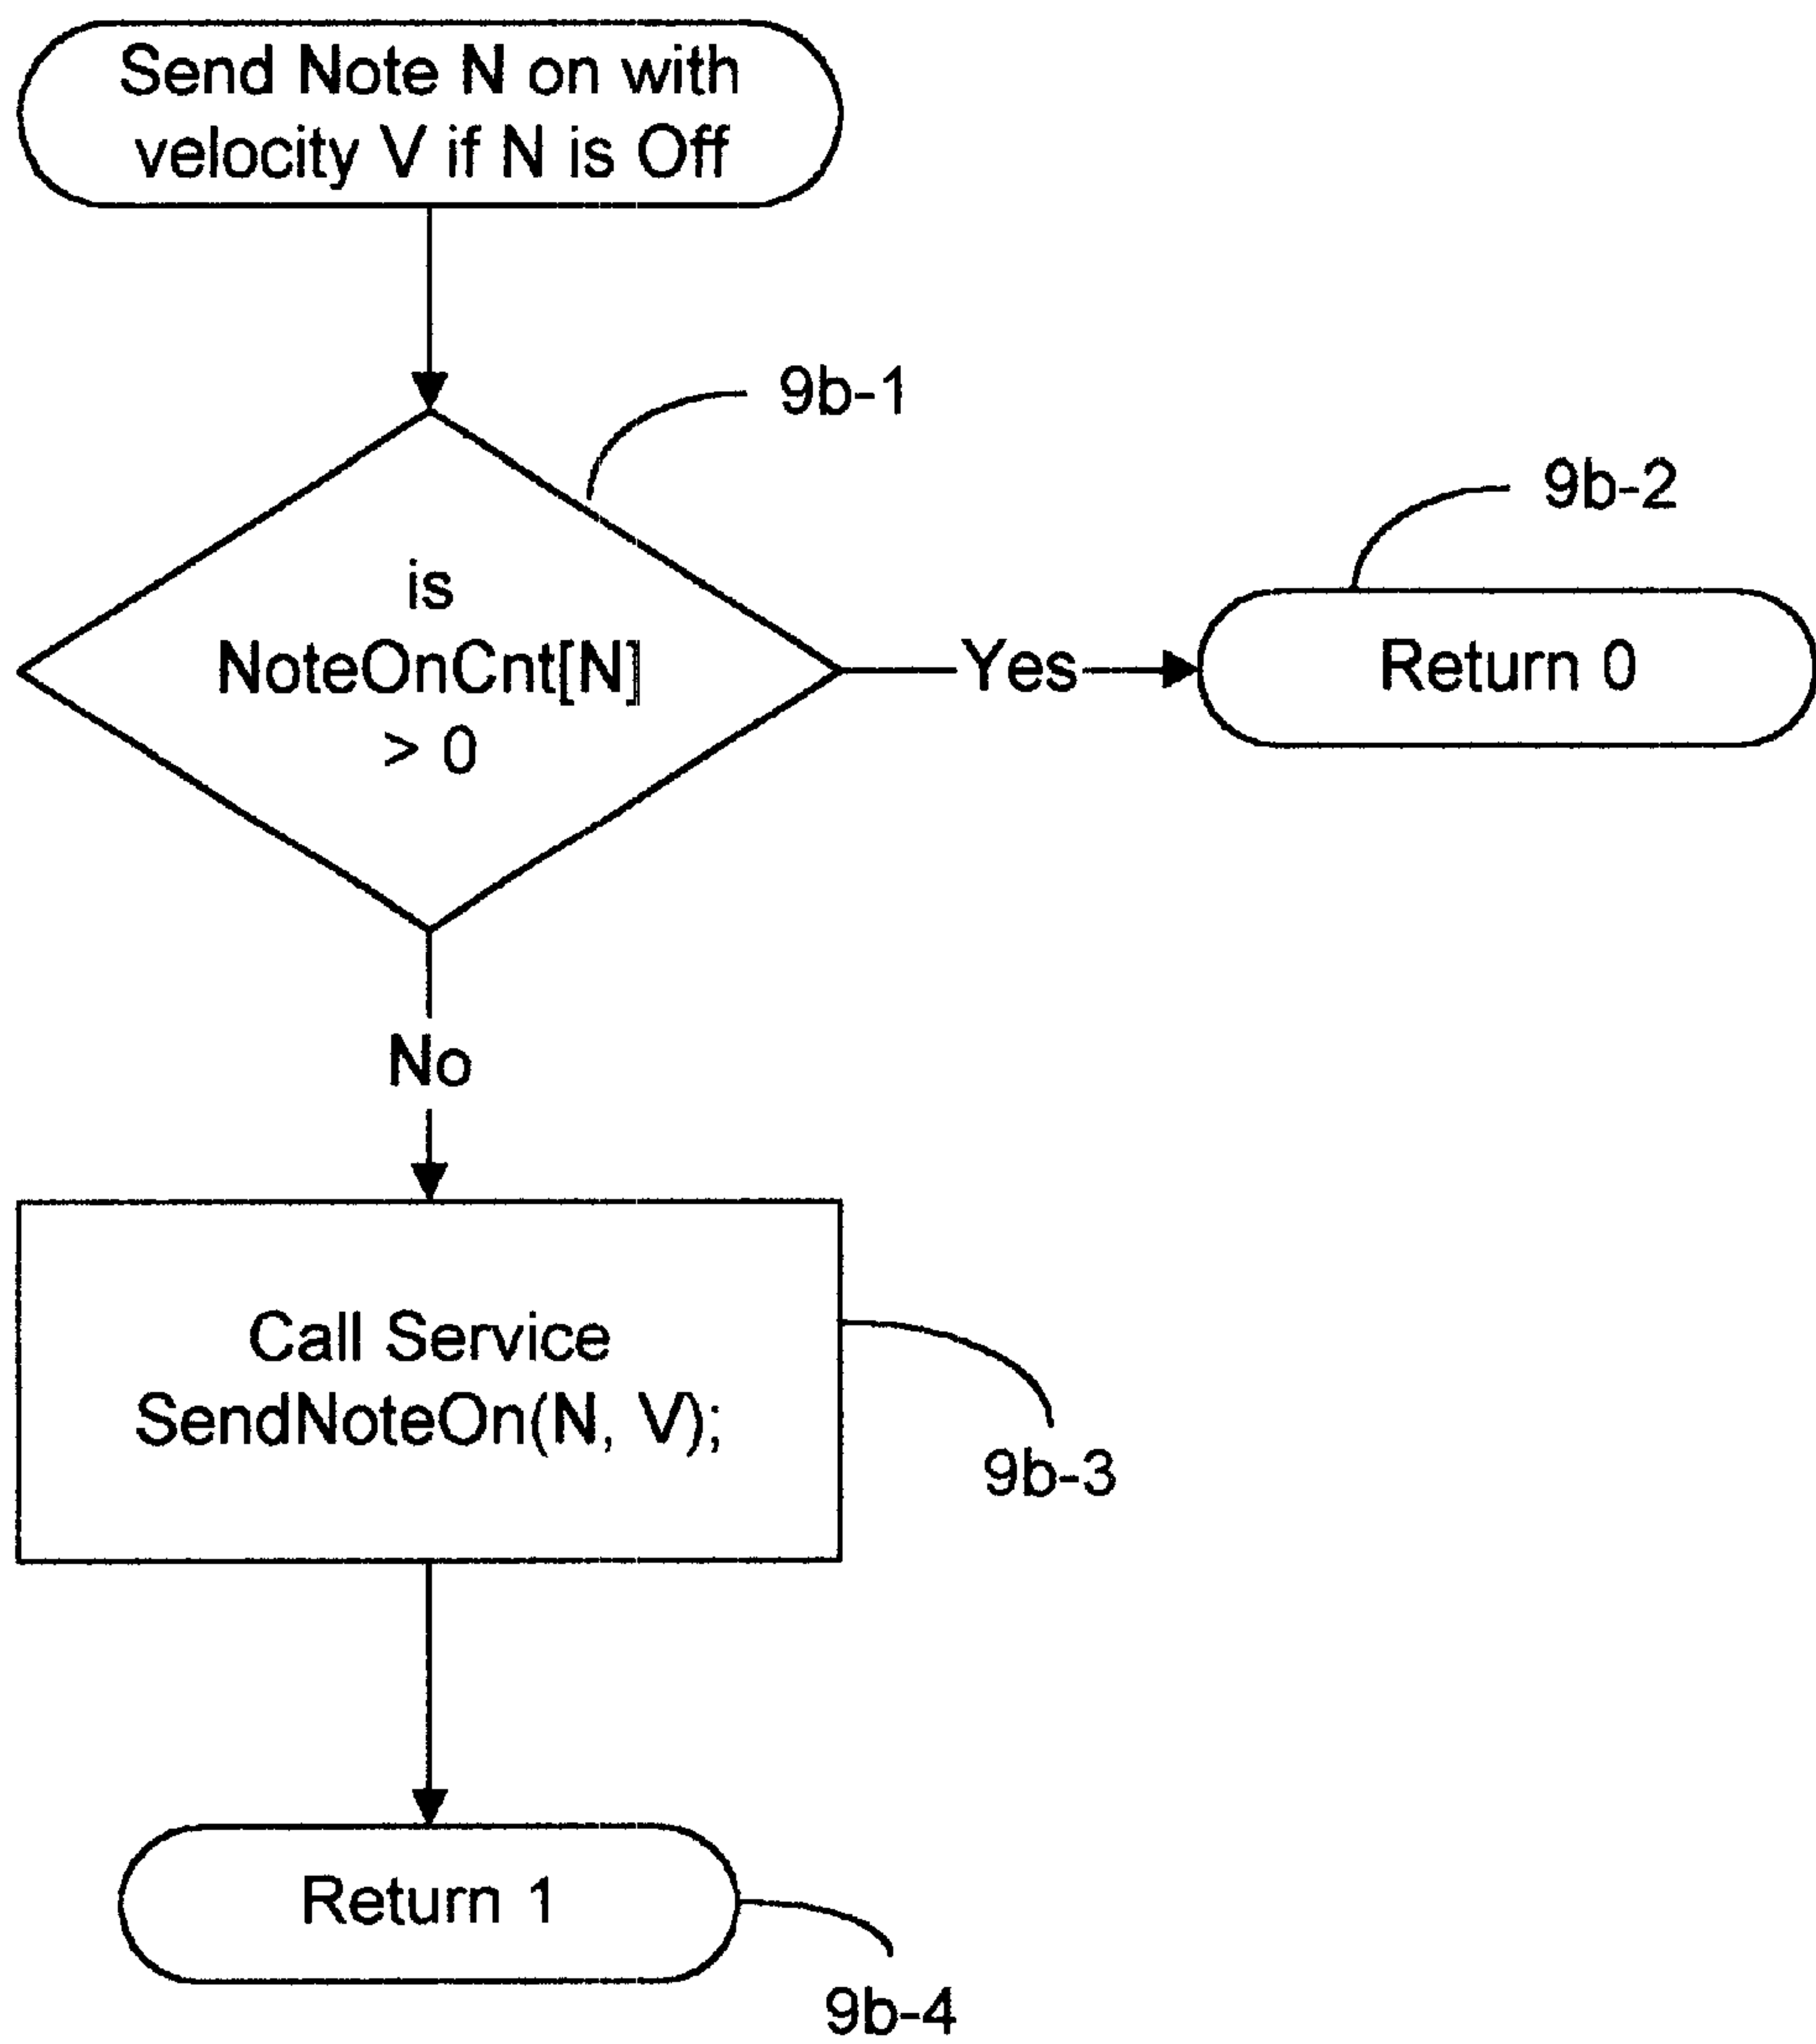 Send Note N on with
velocity V if N is Off
9b-1
9b-2
is
NoteOnCnt[N]
> 0
Yes
Return 0
No
Call Service
SendNoteOn(N, V);
9b-3
Return 1
9b-4